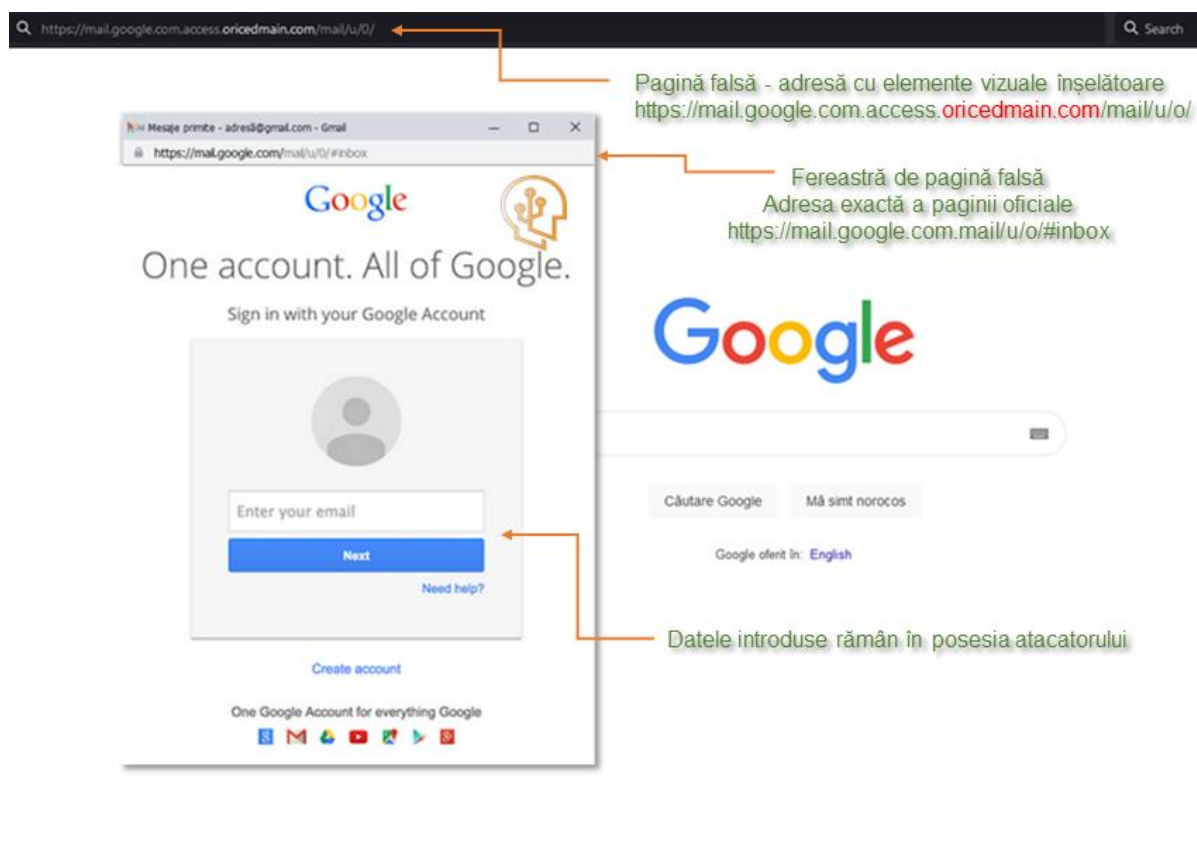 https://mail.google.com.access.oricedmain.com/mail/u/0/
Search
Pagină falsă - adresă cu elemente vizuale înșelătoare
https://mail.google.com.access.oricedmain.com/mail/u/o/
Mesaje primite - adresă@gmail.com - Gmail
https://mail.google.com/mail/u/0/#inbox
Fereastră de pagină falsă
Adresa exactă a paginii oficiale
https://mail.google.com.mail/u/o/#inbox
Google
One account. All of Google.
Sign in with your Google Account
Google
Enter your email
Next
Need help?
Căutare Google
Mă simt norocos
Google oferit în: English
Datele introduse rămân în posesia atacatorului
Create account
One Google Account for everything Google